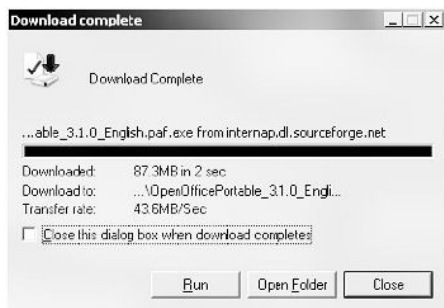 Download complete
Download Complete
...able_3.1.0_English.paf.exe from internap.dl.sourceforge.net
Downloaded: 87.3MB in 2 sec
Download to: ...\OpenOfficePortable_3.1.0_Engli...
Transfer rate: 43.6MB/Sec
Close this dialog box when download completes
Run Open Folder Close